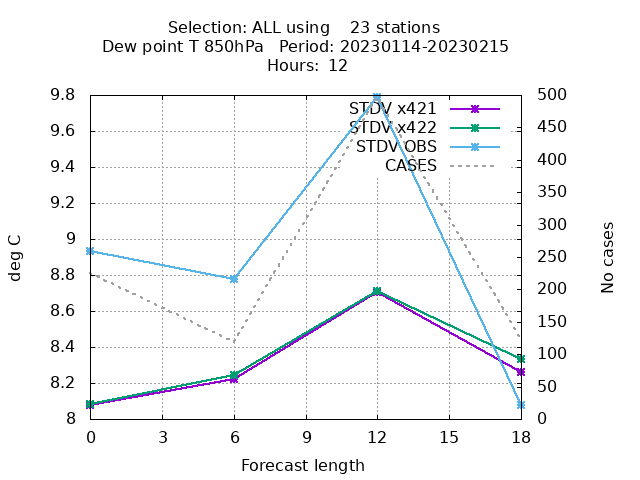 Selection: ALL using    23 stations
Dew point T 850hPa   Period: 20230114-20230215
Hours:  12
9.8
9.6
9.4
9.2
9
8.8
8.6
8.4
8.2
8
500
450
400
350
300
250
200
150
100
50
0
STDV x421
STDV x422
STDV OBS
CASES
deg C
No cases
0 3 6 9 12 15 18
Forecast length